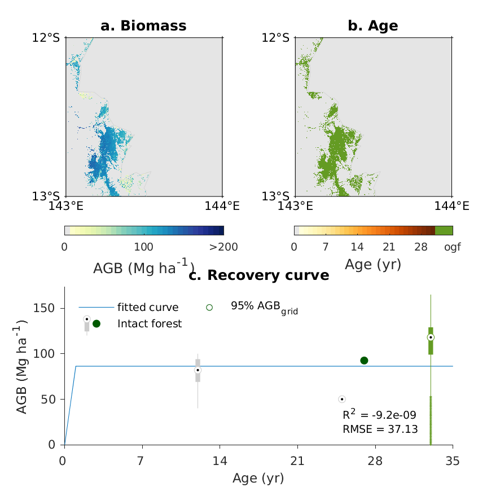 a. Biomass
b. Age
12°S
13°S
143°E
144°E
12°S
13°S
143°E
144°E
0
100
>200
AGB (Mg ha⁻¹)
0
7
14
21
28
ogf
Age (yr)
c. Recovery curve
AGB (Mg ha⁻¹)
150
100
50
0
fitted curve
95% AGB_grid
Intact forest
R² = -9.2e-09
RMSE = 37.13
0
7
14
21
28
35
Age (yr)